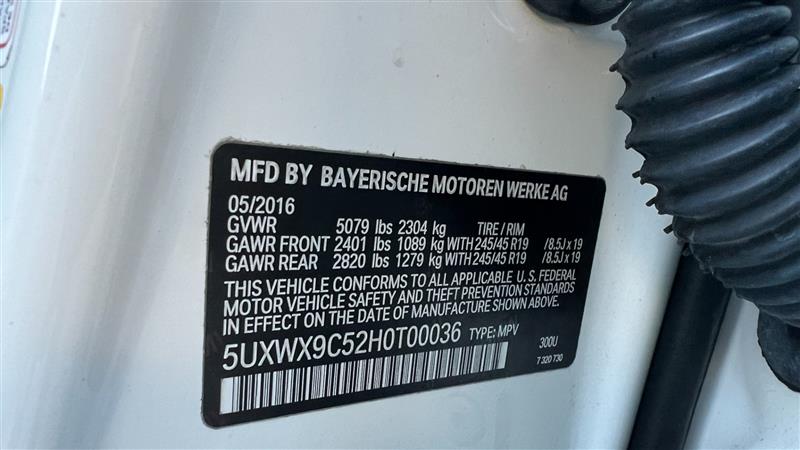 MFD BY BAYERISCHE MOTOREN WERKE AG
05/2016
GVWR 5079 lbs 2304 kg TIRE / RIM
GAWR FRONT 2401 lbs 1089 kg WITH 245/45 R19 /8.5J x 19
GAWR REAR 2820 lbs 1279 kg WITH 245/45 R19 /8.5J x 19
THIS VEHICLE CONFORMS TO ALL APPLICABLE U.S. FEDERAL
MOTOR VEHICLE SAFETY AND THEFT PREVENTION STANDARDS
IN EFFECT ON THE DATE OF MANUFACTURE SHOWN ABOVE.
5UXWX9C52H0T00036 TYPE: MPV 300U
7 320 730